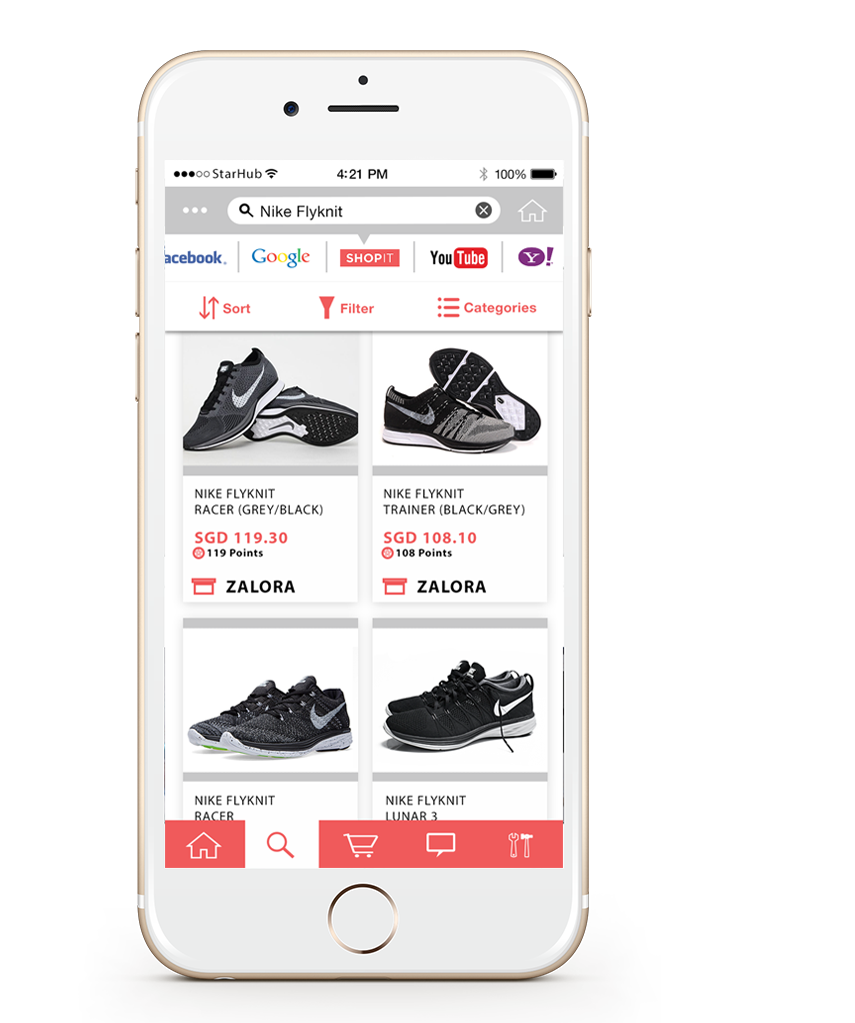 StarHub 4:21 PM 100%
Nike Flyknit
acebook. Google SHOPIT YouTube Y!
Sort Filter Categories
NIKE FLYKNIT
RACER (GREY/BLACK)
SGD 119.30
119 Points
ZALORA
NIKE FLYKNIT
TRAINER (BLACK/GREY)
SGD 108.10
108 Points
ZALORA
NIKE FLYKNIT
RACER
NIKE FLYKNIT
LUNAR 3